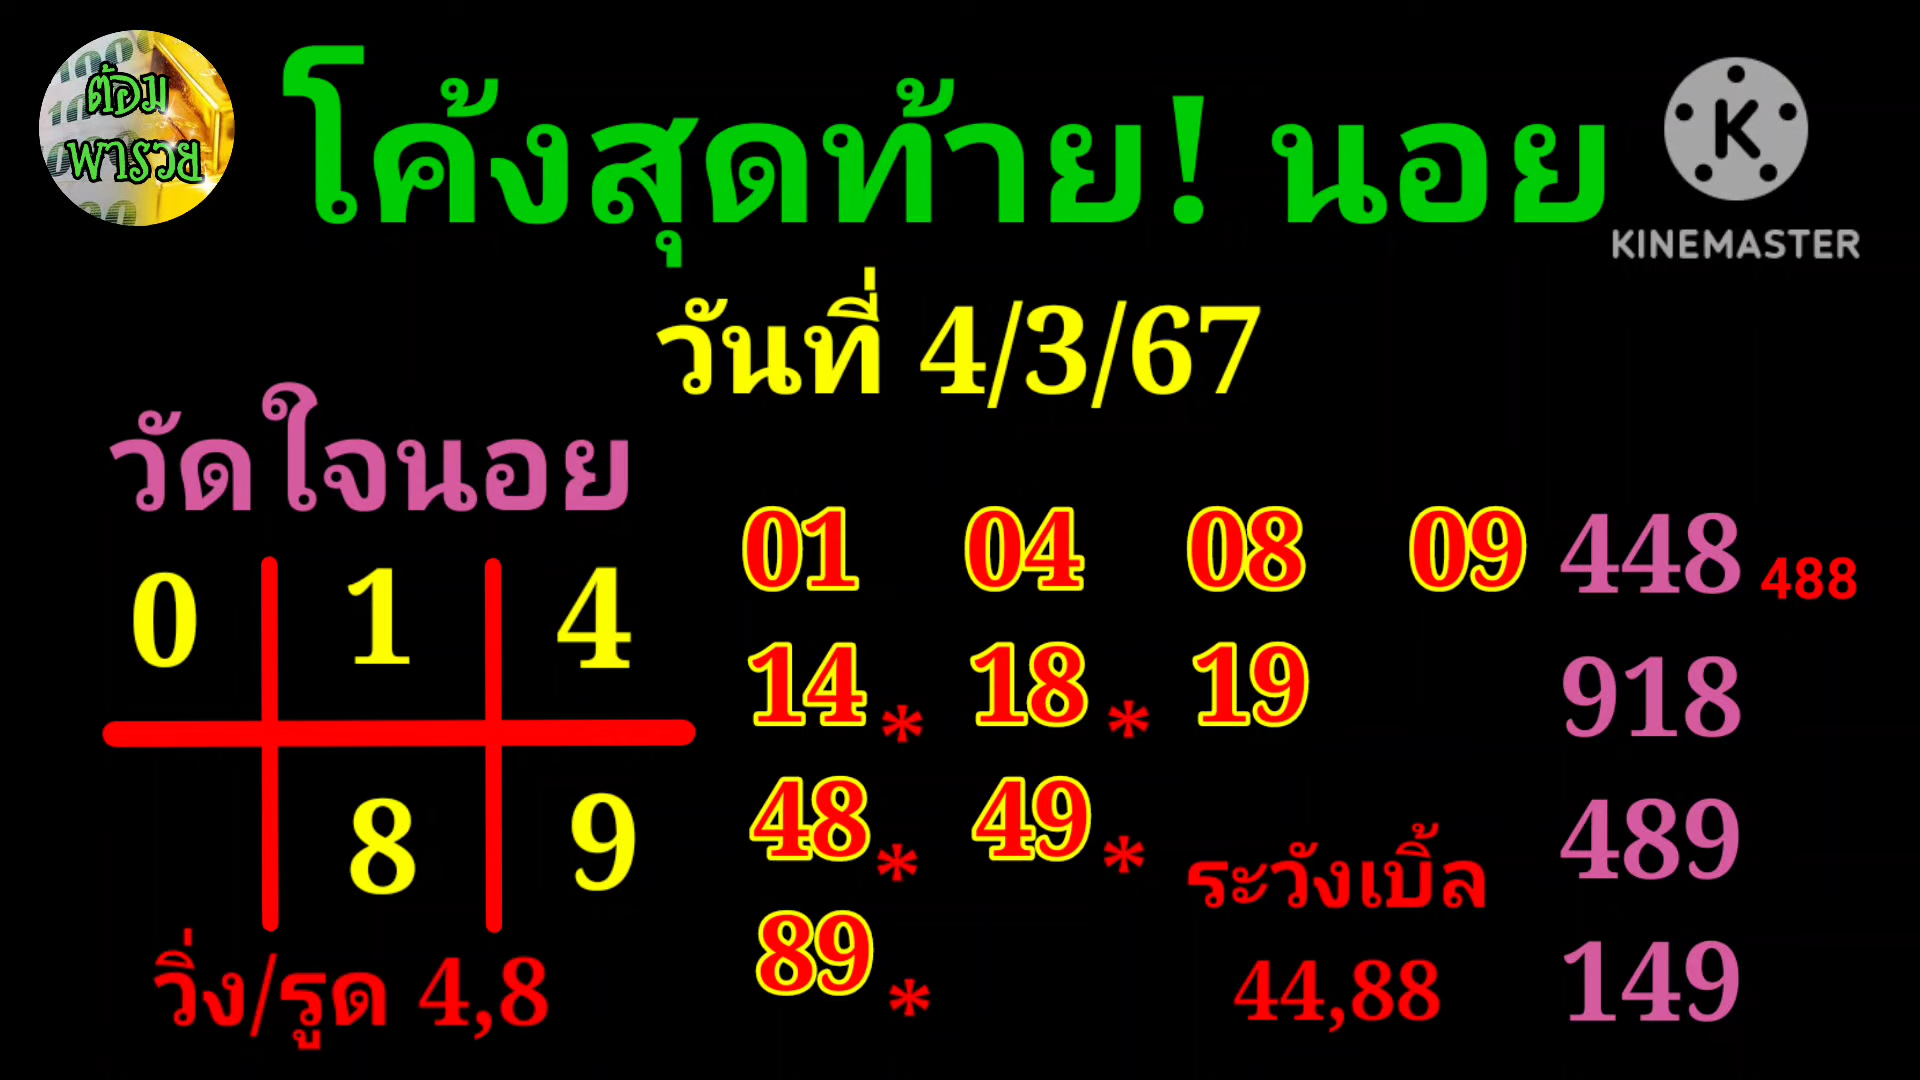 ต้อม
พารวย
โค้งสุดท้าย! นอย
KINEMASTER
วันที่ 4/3/67
วัดใจนอย
0 1 4
8 9
วิ่ง/รูด 4,8
01 04 08 09
14* 18* 19
48* 49*
89*
ระวังเบิ้ล
44,88
448 488
918
489
149